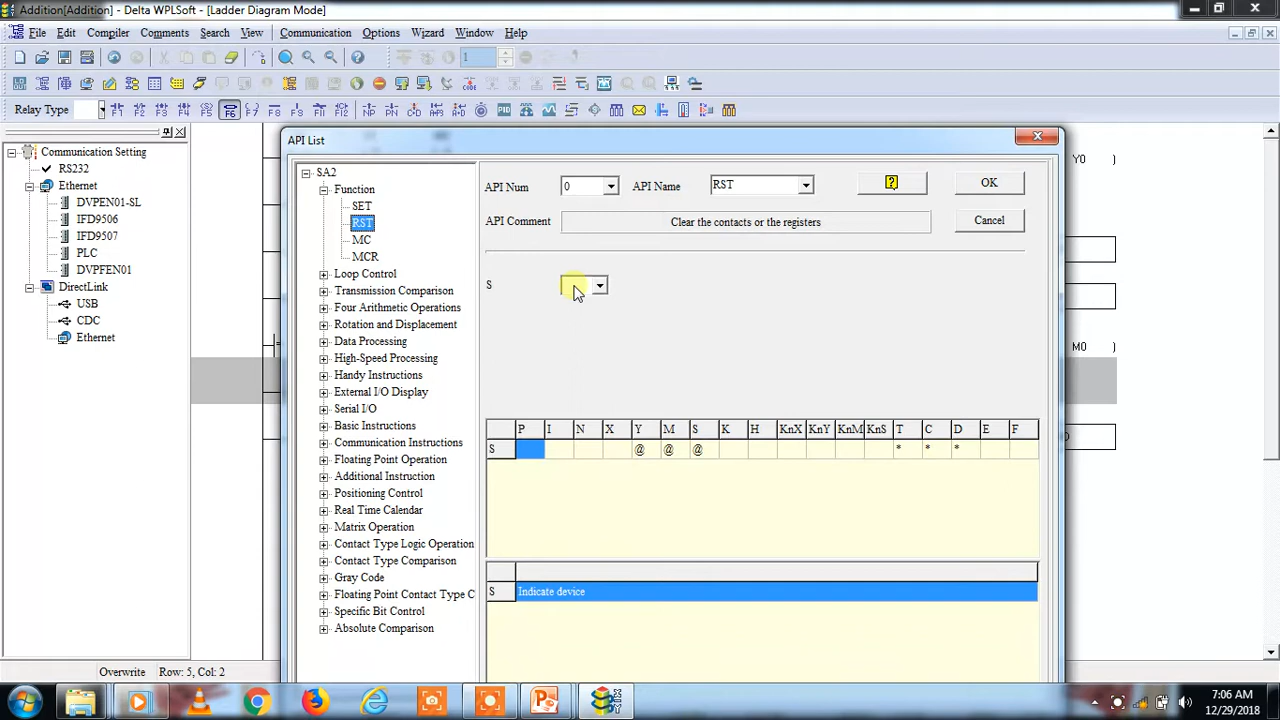 Addition[Addition] - Delta WPLSoft - [Ladder Diagram Mode]
File Edit Compiler Comments Search View Communication Options Wizard Window Help
1
Relay Type
Communication Setting
RS232
Ethernet
DVPEN01-SL
IFD9506
IFD9507
PLC
DVPFEN01
DirectLink
USB
CDC
Ethernet
API List
SA2
Function
SET
RST
MC
MCR
Loop Control
Transmission Comparison
Four Arithmetic Operations
Rotation and Displacement
Data Processing
High-Speed Processing
Handy Instructions
External I/O Display
Serial I/O
Basic Instructions
Communication Instructions
Floating Point Operation
Additional Instruction
Positioning Control
Real Time Calendar
Matrix Operation
Contact Type Logic Operation
Contact Type Comparison
Gray Code
Floating Point Contact Type C
Specific Bit Control
Absolute Comparison
API Num 0 API Name RST OK
API Comment Clear the contacts or the registers Cancel
S
P I N X Y M S K H KnX KnY KnM KnS T C D E F
S @ @ @ * * *
S Indicate device
Y0 )
M0 )
Overwrite Row: 5, Col: 2
7:06 AM
12/29/2018